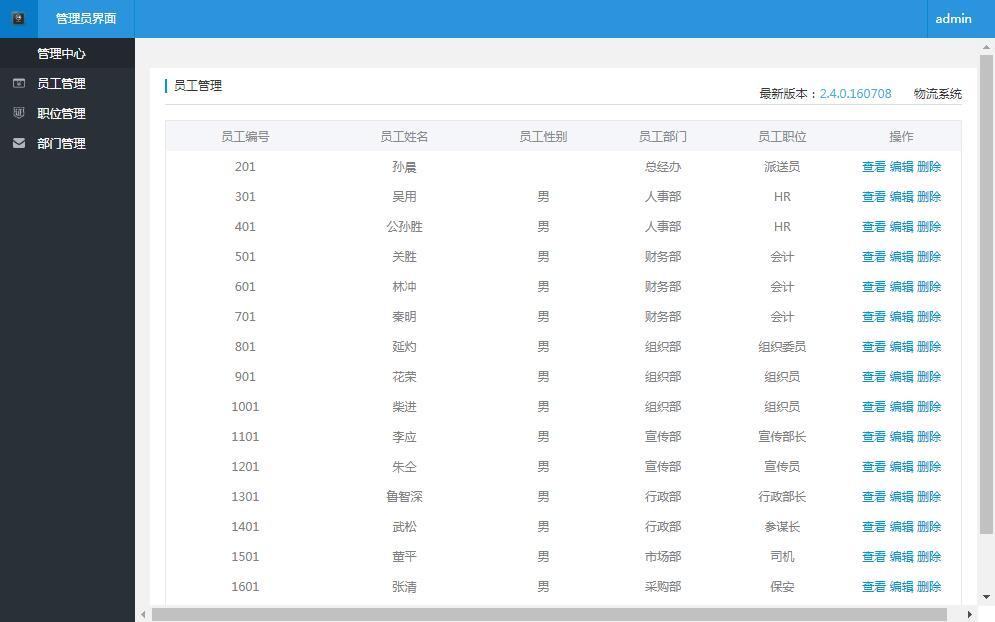 管理员界面 admin
管理中心
员工管理
职位管理
部门管理
员工管理
最新版本：2.4.0.160708 物流系统
员工编号 员工姓名 员工性别 员工部门 员工职位 操作
201 孙晨 总经办 派送员 查看 编辑 删除
301 吴用 男 人事部 HR 查看 编辑 删除
401 公孙胜 男 人事部 HR 查看 编辑 删除
501 关胜 男 财务部 会计 查看 编辑 删除
601 林冲 男 财务部 会计 查看 编辑 删除
701 秦明 男 财务部 会计 查看 编辑 删除
801 延灼 男 组织部 组织委员 查看 编辑 删除
901 花荣 男 组织部 组织员 查看 编辑 删除
1001 柴进 男 组织部 组织员 查看 编辑 删除
1101 李应 男 宣传部 宣传部长 查看 编辑 删除
1201 朱仝 男 宣传部 宣传员 查看 编辑 删除
1301 鲁智深 男 行政部 行政部长 查看 编辑 删除
1401 武松 男 行政部 参谋长 查看 编辑 删除
1501 董平 男 市场部 司机 查看 编辑 删除
1601 张清 男 采购部 保安 查看 编辑 删除